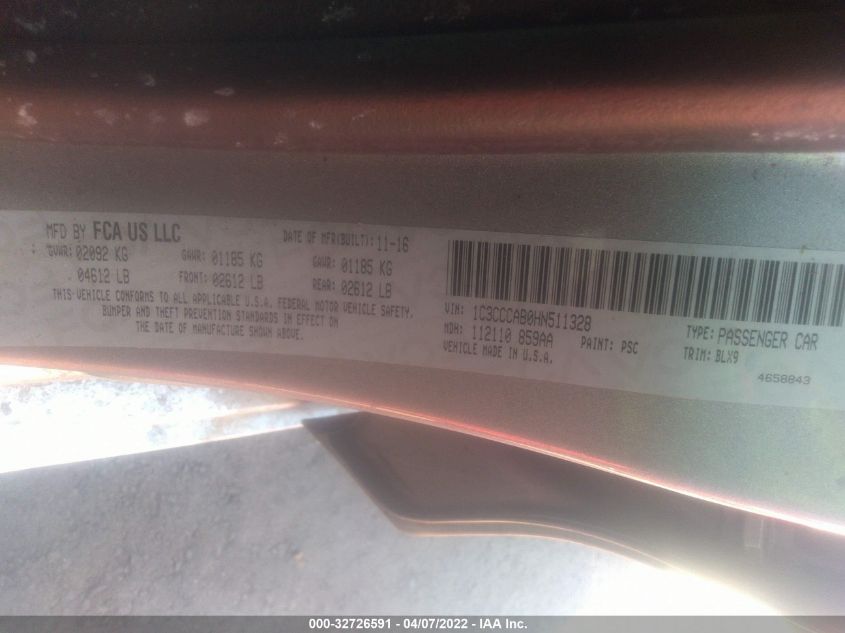 MFD BY FCA US LLC
DATE OF MFR(BUILT): 11-16
GVWR: 02092 KG
GAWR: 01185 KG
GAWR: 01185 KG
04612 LB
FRONT: 02612 LB
REAR: 02612 LB
THIS VEHICLE CONFORMS TO ALL APPLICABLE U.S.A. FEDERAL MOTOR VEHICLE SAFETY,
BUMPER AND THEFT PREVENTION STANDARDS IN EFFECT ON
THE DATE OF MANUFACTURE SHOWN ABOVE.
VIN: 1C3CCCAB0HN511328
TYPE: PASSENGER CAR
MDH: 112110 859AA
PAINT: PSC
TRIM: BLX9
VEHICLE MADE IN U.S.A.
4658843
000-32726591 - 04/07/2022 - IAA Inc.